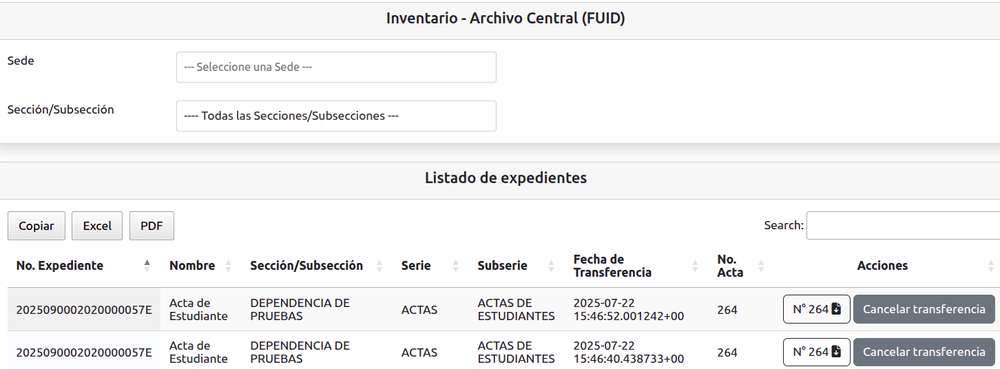 Inventario - Archivo Central (FUID)
Sede
--- Seleccione una Sede ---
Sección/Subsección
---- Todas las Secciones/Subsecciones ---
Listado de expedientes
Copiar Excel PDF Search:
No. Expediente Nombre Sección/Subsección Serie Subserie Fecha de Transferencia No. Acta Acciones
2025090002020000057E Acta de Estudiante DEPENDENCIA DE PRUEBAS ACTAS ACTAS DE ESTUDIANTES 2025-07-22 15:46:52.001242+00 264 N° 264 Cancelar transferencia
2025090002020000057E Acta de Estudiante DEPENDENCIA DE PRUEBAS ACTAS ACTAS DE ESTUDIANTES 2025-07-22 15:46:40.438733+00 264 N° 264 Cancelar transferencia